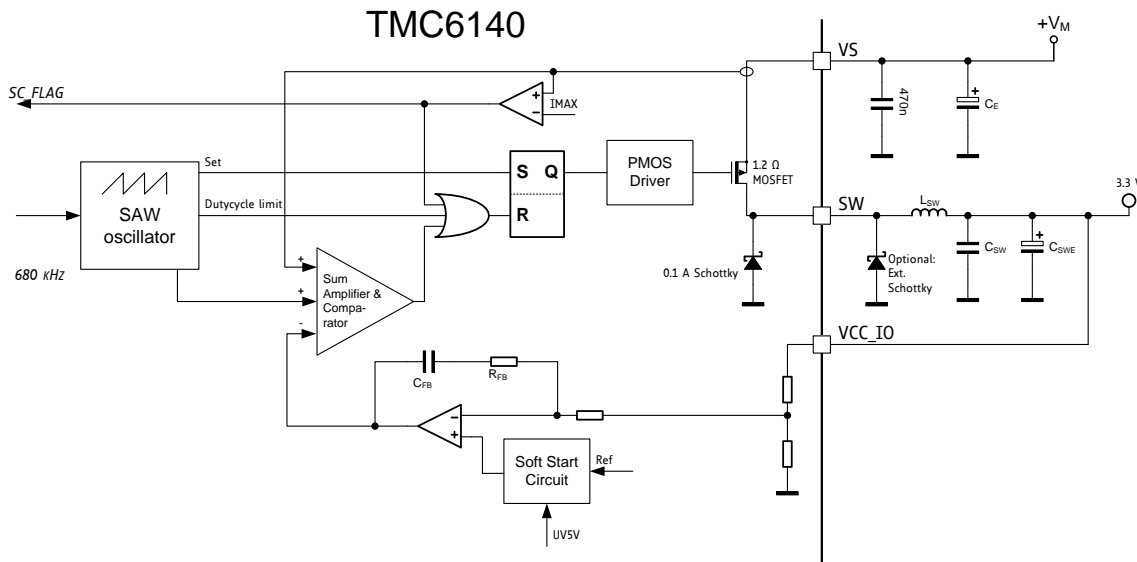 TMC6140
+VM
VS
SC_FLAG
+
-
IMAX
470n
+
CE
Set
S Q
R
PMOS
Driver
1.2 Ω
MOSFET
SAW
oscillator
Dutycycle limit
SW
LSW
680 KHz
+
+
-
Sum
Amplifier &
Compa-
rator
0.1 A Schottky
Optional:
Ext.
Schottky
CSW
+
CSWE
VCC_IO
CFB
RFB
-
+
Soft Start
Circuit
Ref
UV5V